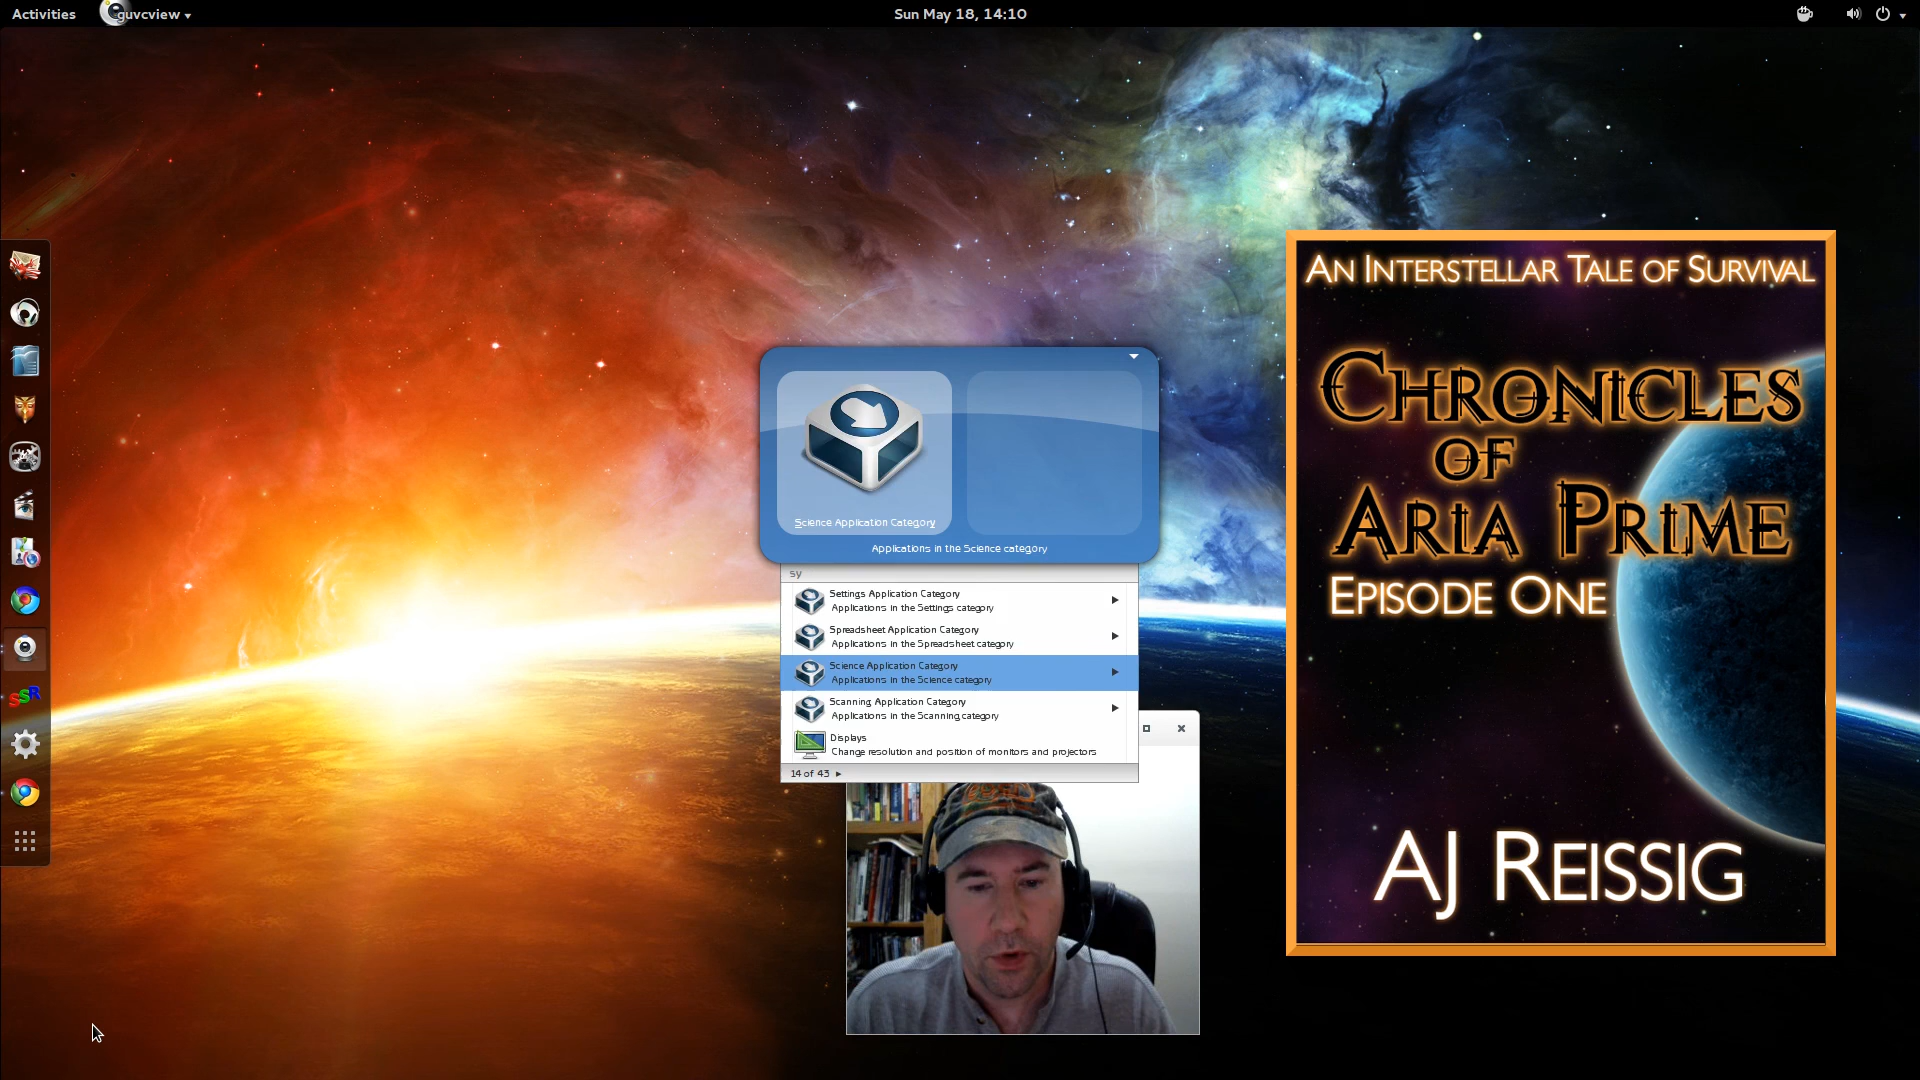 Activities
guvcview
Sun May 18, 14:10
AN INTERSTELLAR TALE OF SURVIVAL
CHRONICLES
OF
ARIA PRIME
EPISODE ONE
AJ REISSIG
Science Application Category
Applications in the Science category
sy
Settings Application Category
Applications in the Settings category
Spreadsheet Application Category
Applications in the Spreadsheet category
Science Application Category
Applications in the Science category
Scanning Application Category
Applications in the Scanning category
Displays
Change resolution and position of monitors and projectors
14 of 43
SSR